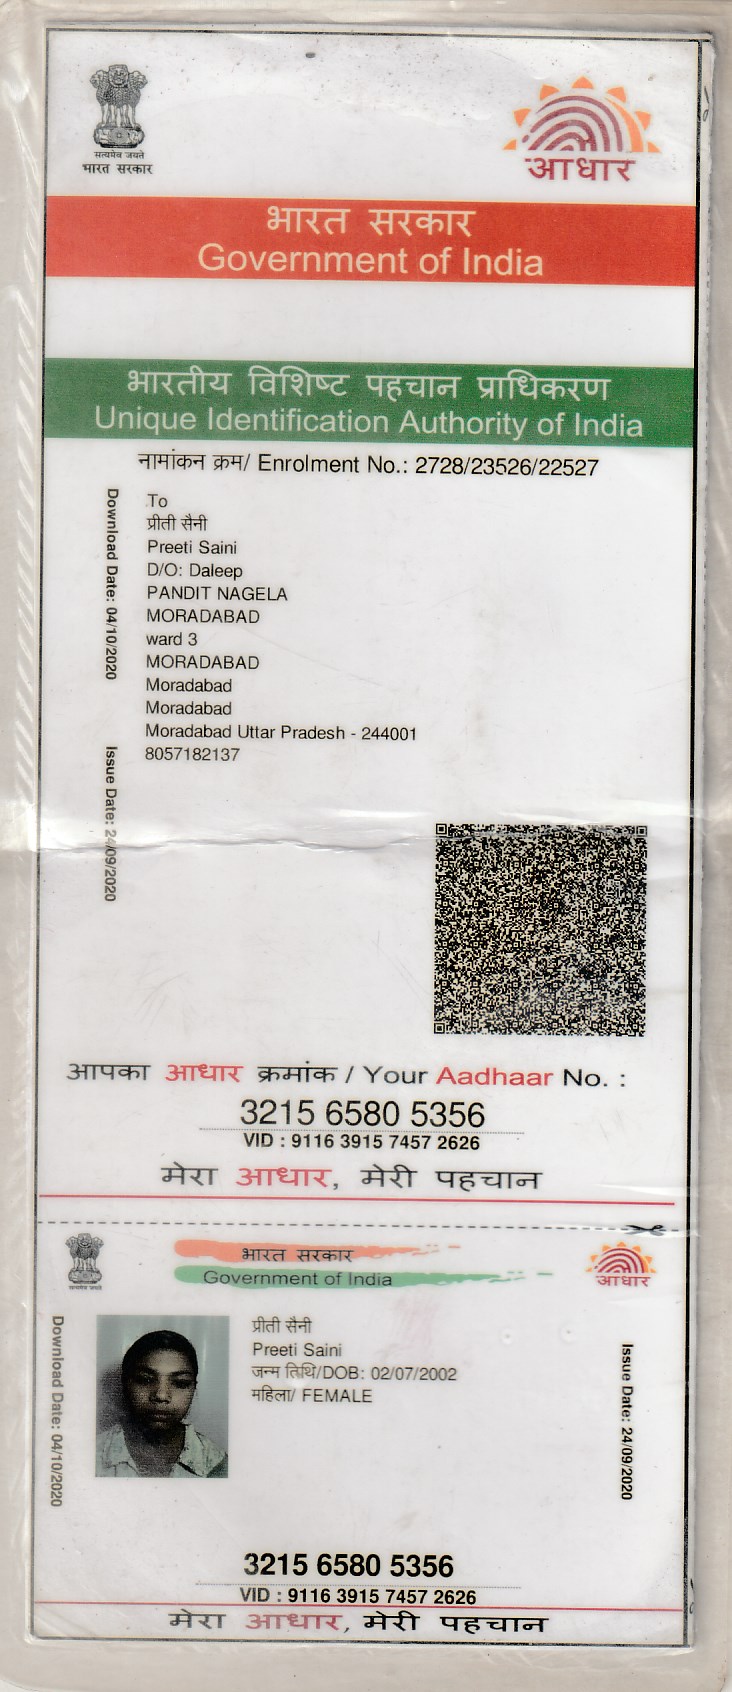 सत्यमेव जयते
भारत सरकार
आधार
भारत सरकार
Government of India
भारतीय विशिष्ट पहचान प्राधिकरण
Unique Identification Authority of India
नामांकन क्रम/ Enrolment No.: 2728/23526/22527
Download Date: 04/10/2020
Issue Date: 24/09/2020
To
प्रीती सैनी
Preeti Saini
D/O: Daleep
PANDIT NAGELA
MORADABAD
ward 3
MORADABAD
Moradabad
Moradabad
Moradabad Uttar Pradesh - 244001
8057182137
आपका आधार क्रमांक / Your Aadhaar No. :
3215 6580 5356
VID : 9116 3915 7457 2626
मेरा आधार, मेरी पहचान
सत्यमेव जयते
भारत सरकार
Government of India
आधार
Download Date: 04/10/2020
प्रीती सैनी
Preeti Saini
जन्म तिथि/DOB: 02/07/2002
महिला/ FEMALE
Issue Date: 24/09/2020
3215 6580 5356
VID : 9116 3915 7457 2626
मेरा आधार, मेरी पहचान